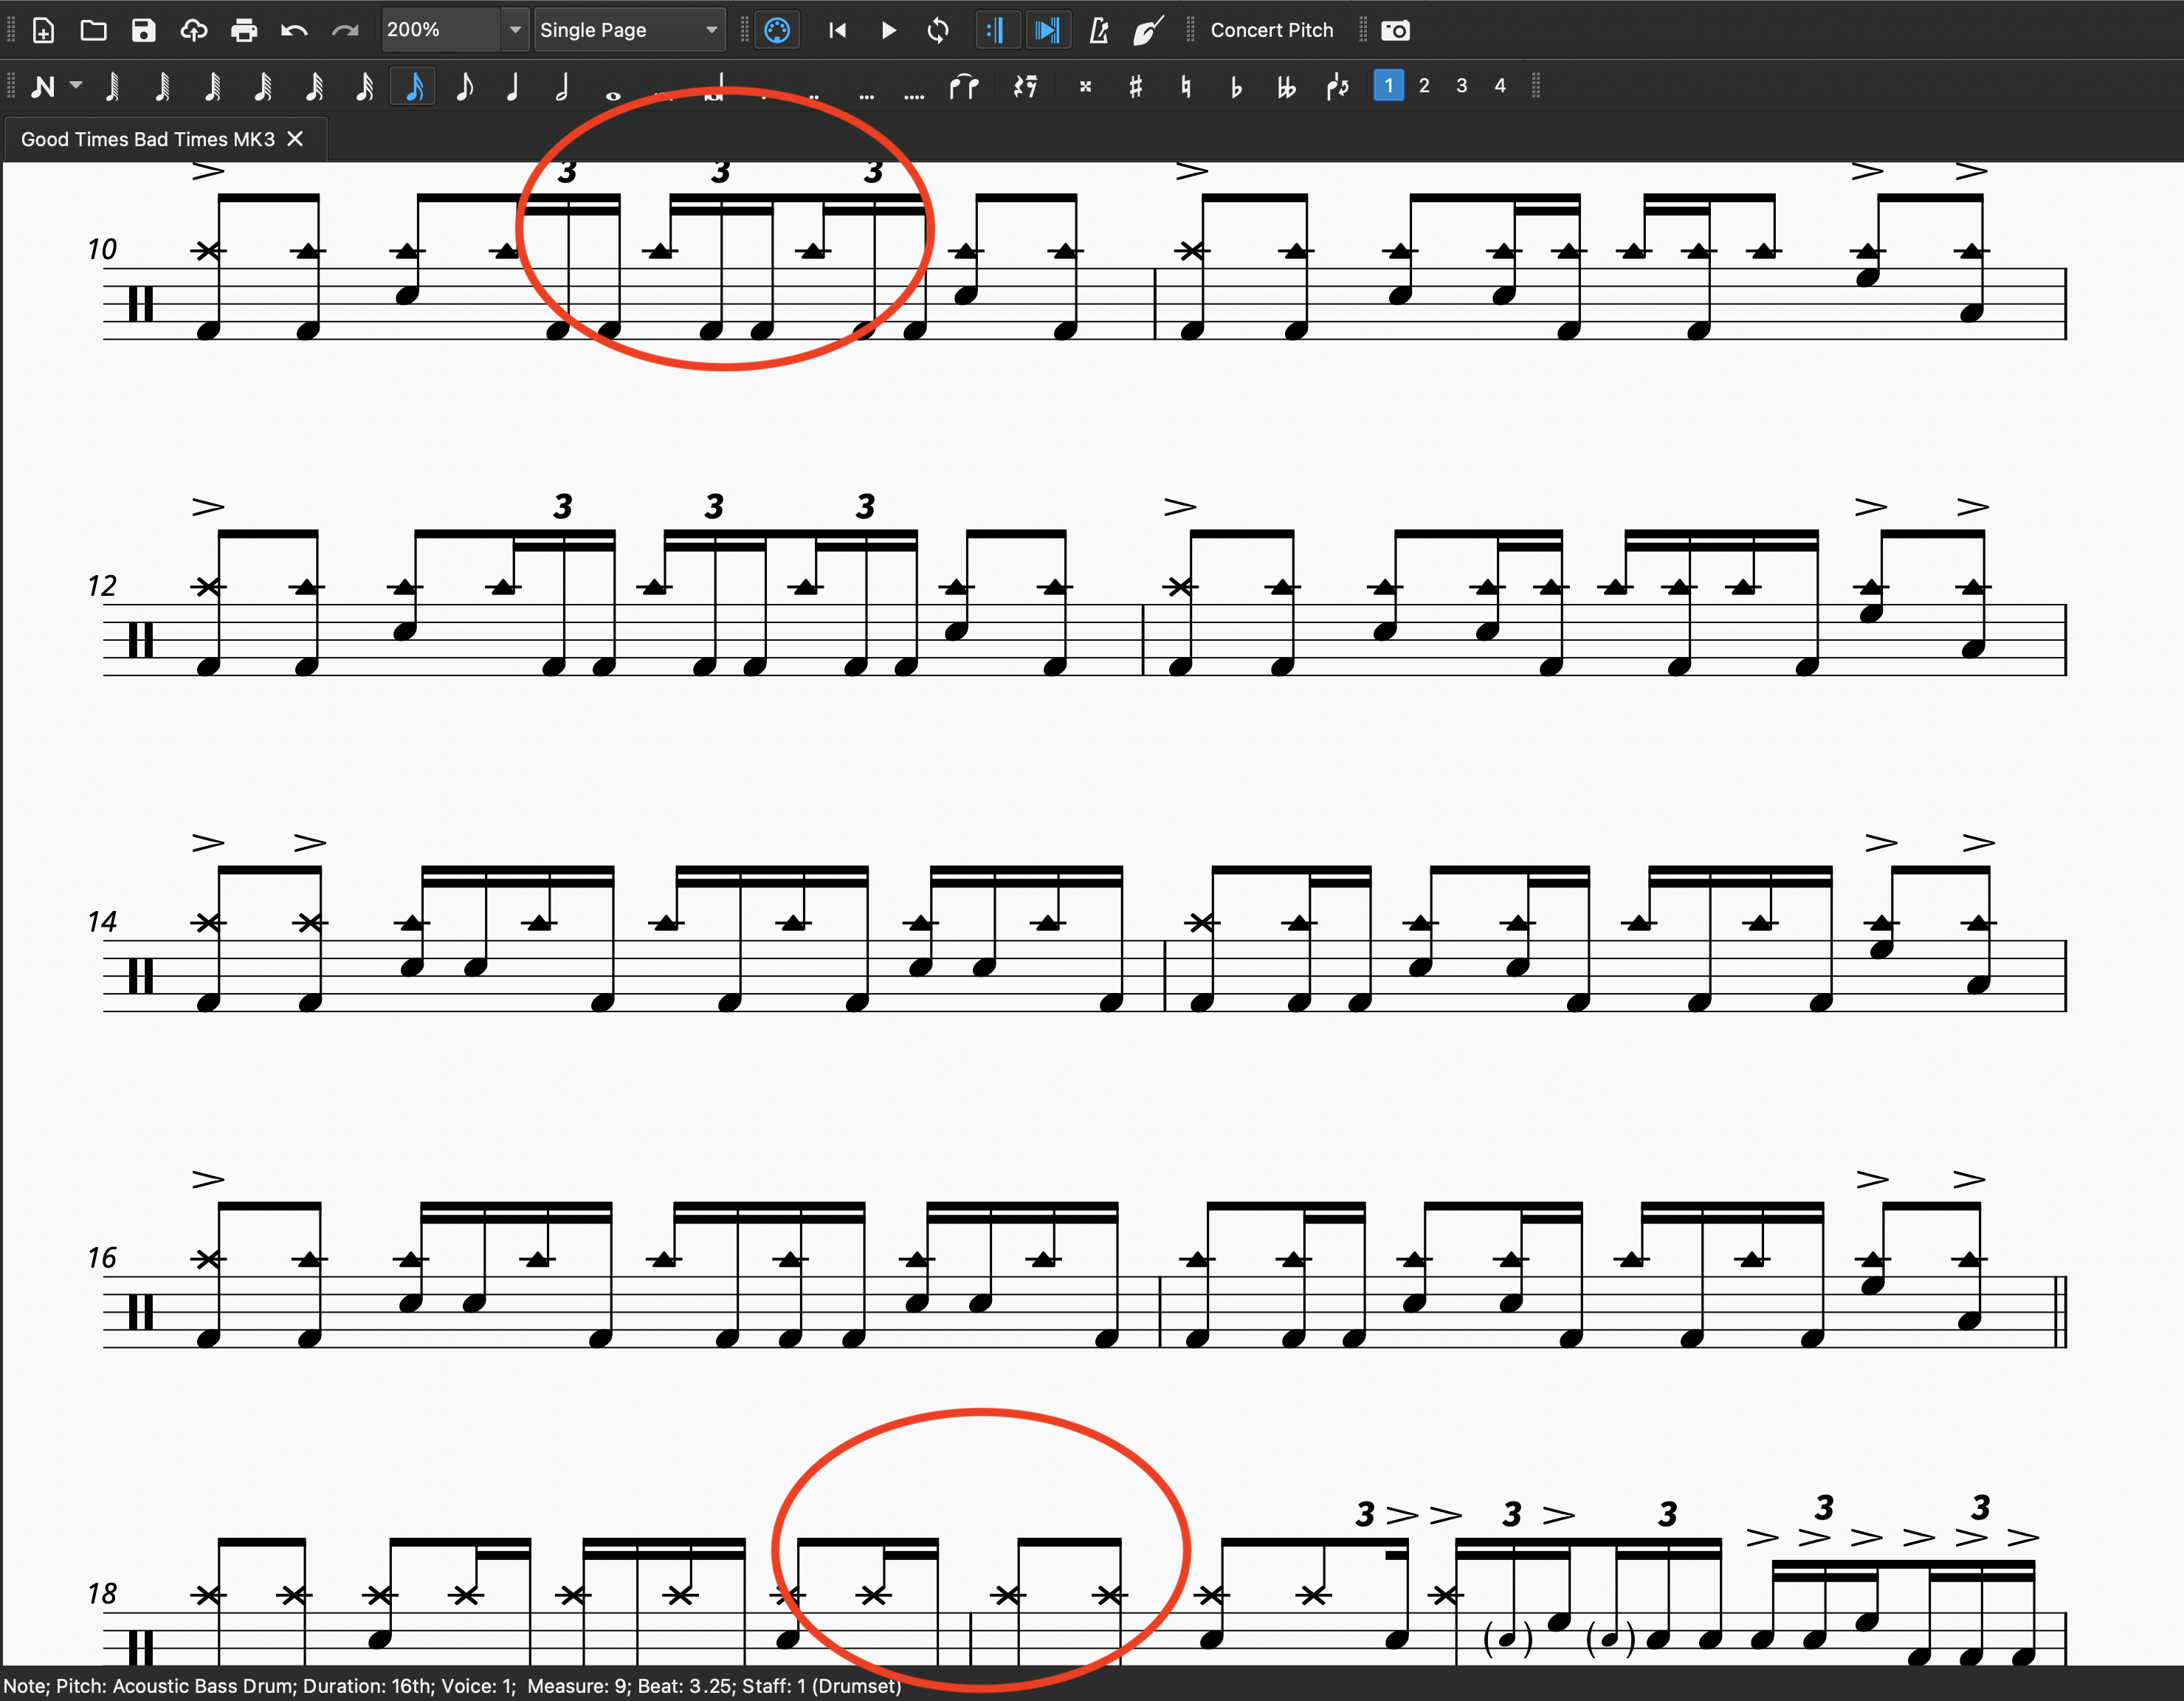 200% Single Page Concert Pitch
1 2 3 4
Good Times Bad Times MK3
3 3 3
10
3 3 3
12
14
16
3 3 3 3 3
18
Note; Pitch: Acoustic Bass Drum; Duration: 16th; Voice: 1; Measure: 9; Beat: 3.25; Staff: 1 (Drumset)